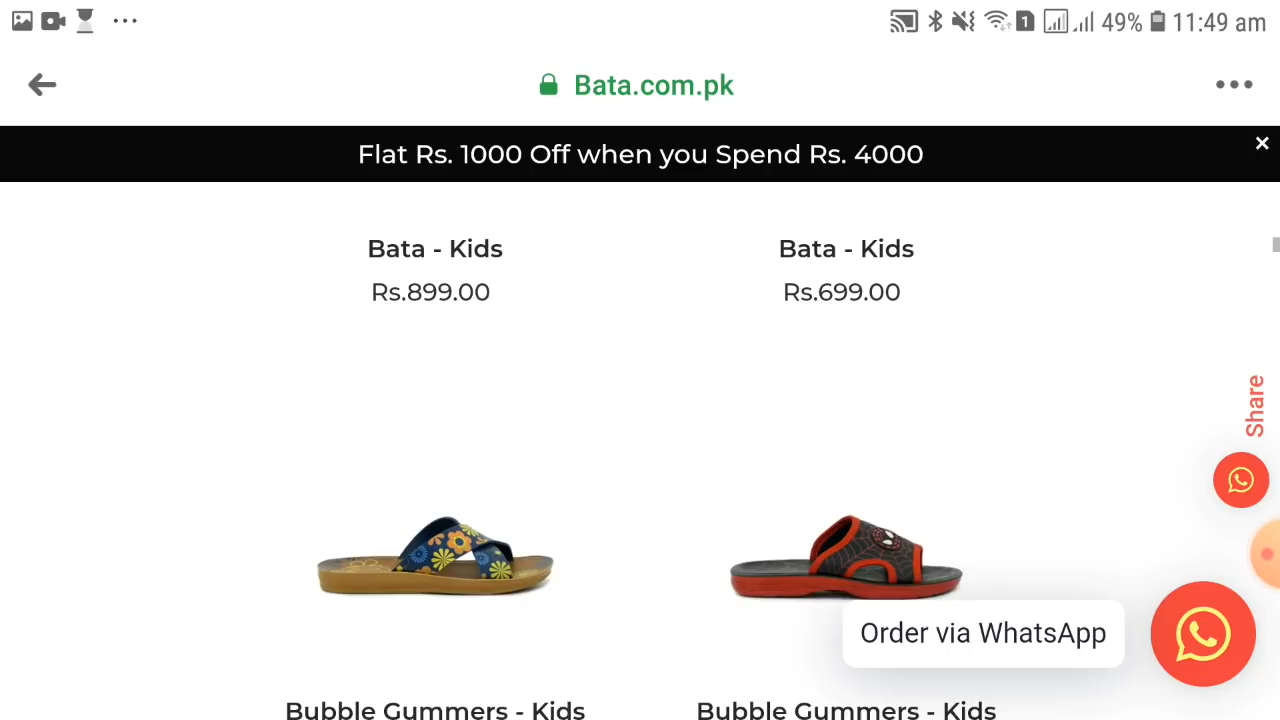 1 49% 11:49 am
Bata.com.pk
Flat Rs. 1000 Off when you Spend Rs. 4000
Bata - Kids
Rs.899.00
Bata - Kids
Rs.699.00
Share
Order via WhatsApp
Bubble Gummers - Kids
Bubble Gummers - Kids